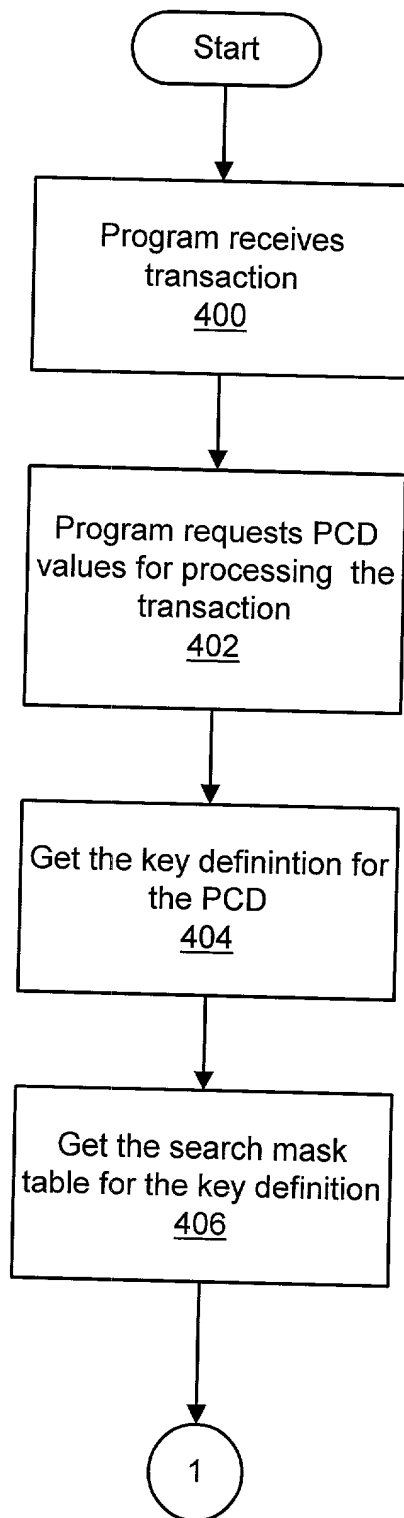 Start
Program receives
transaction
400
Program requests PCD
values for processing the
transaction
402
Get the key definintion for
the PCD
404
Get the search mask
table for the key definition
406
1